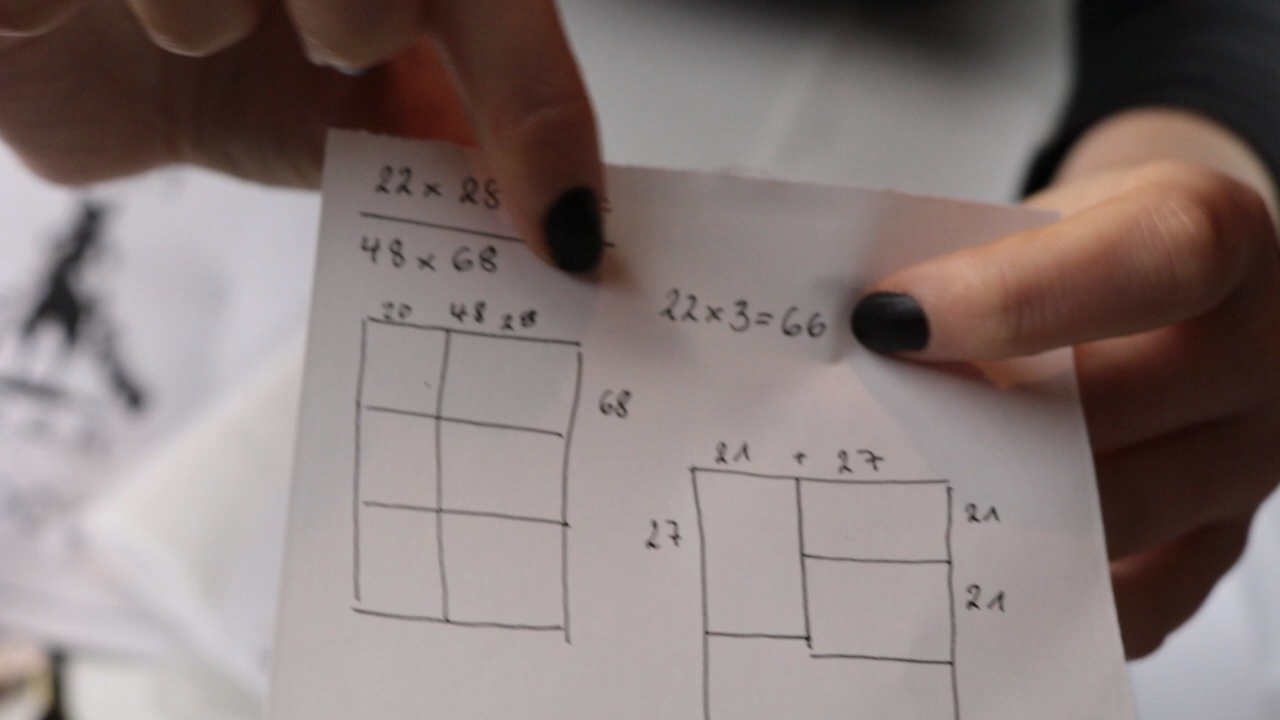 22 × 28 =
48 × 68
20 48 28
68
22×3=66
21 + 27
27
21
21